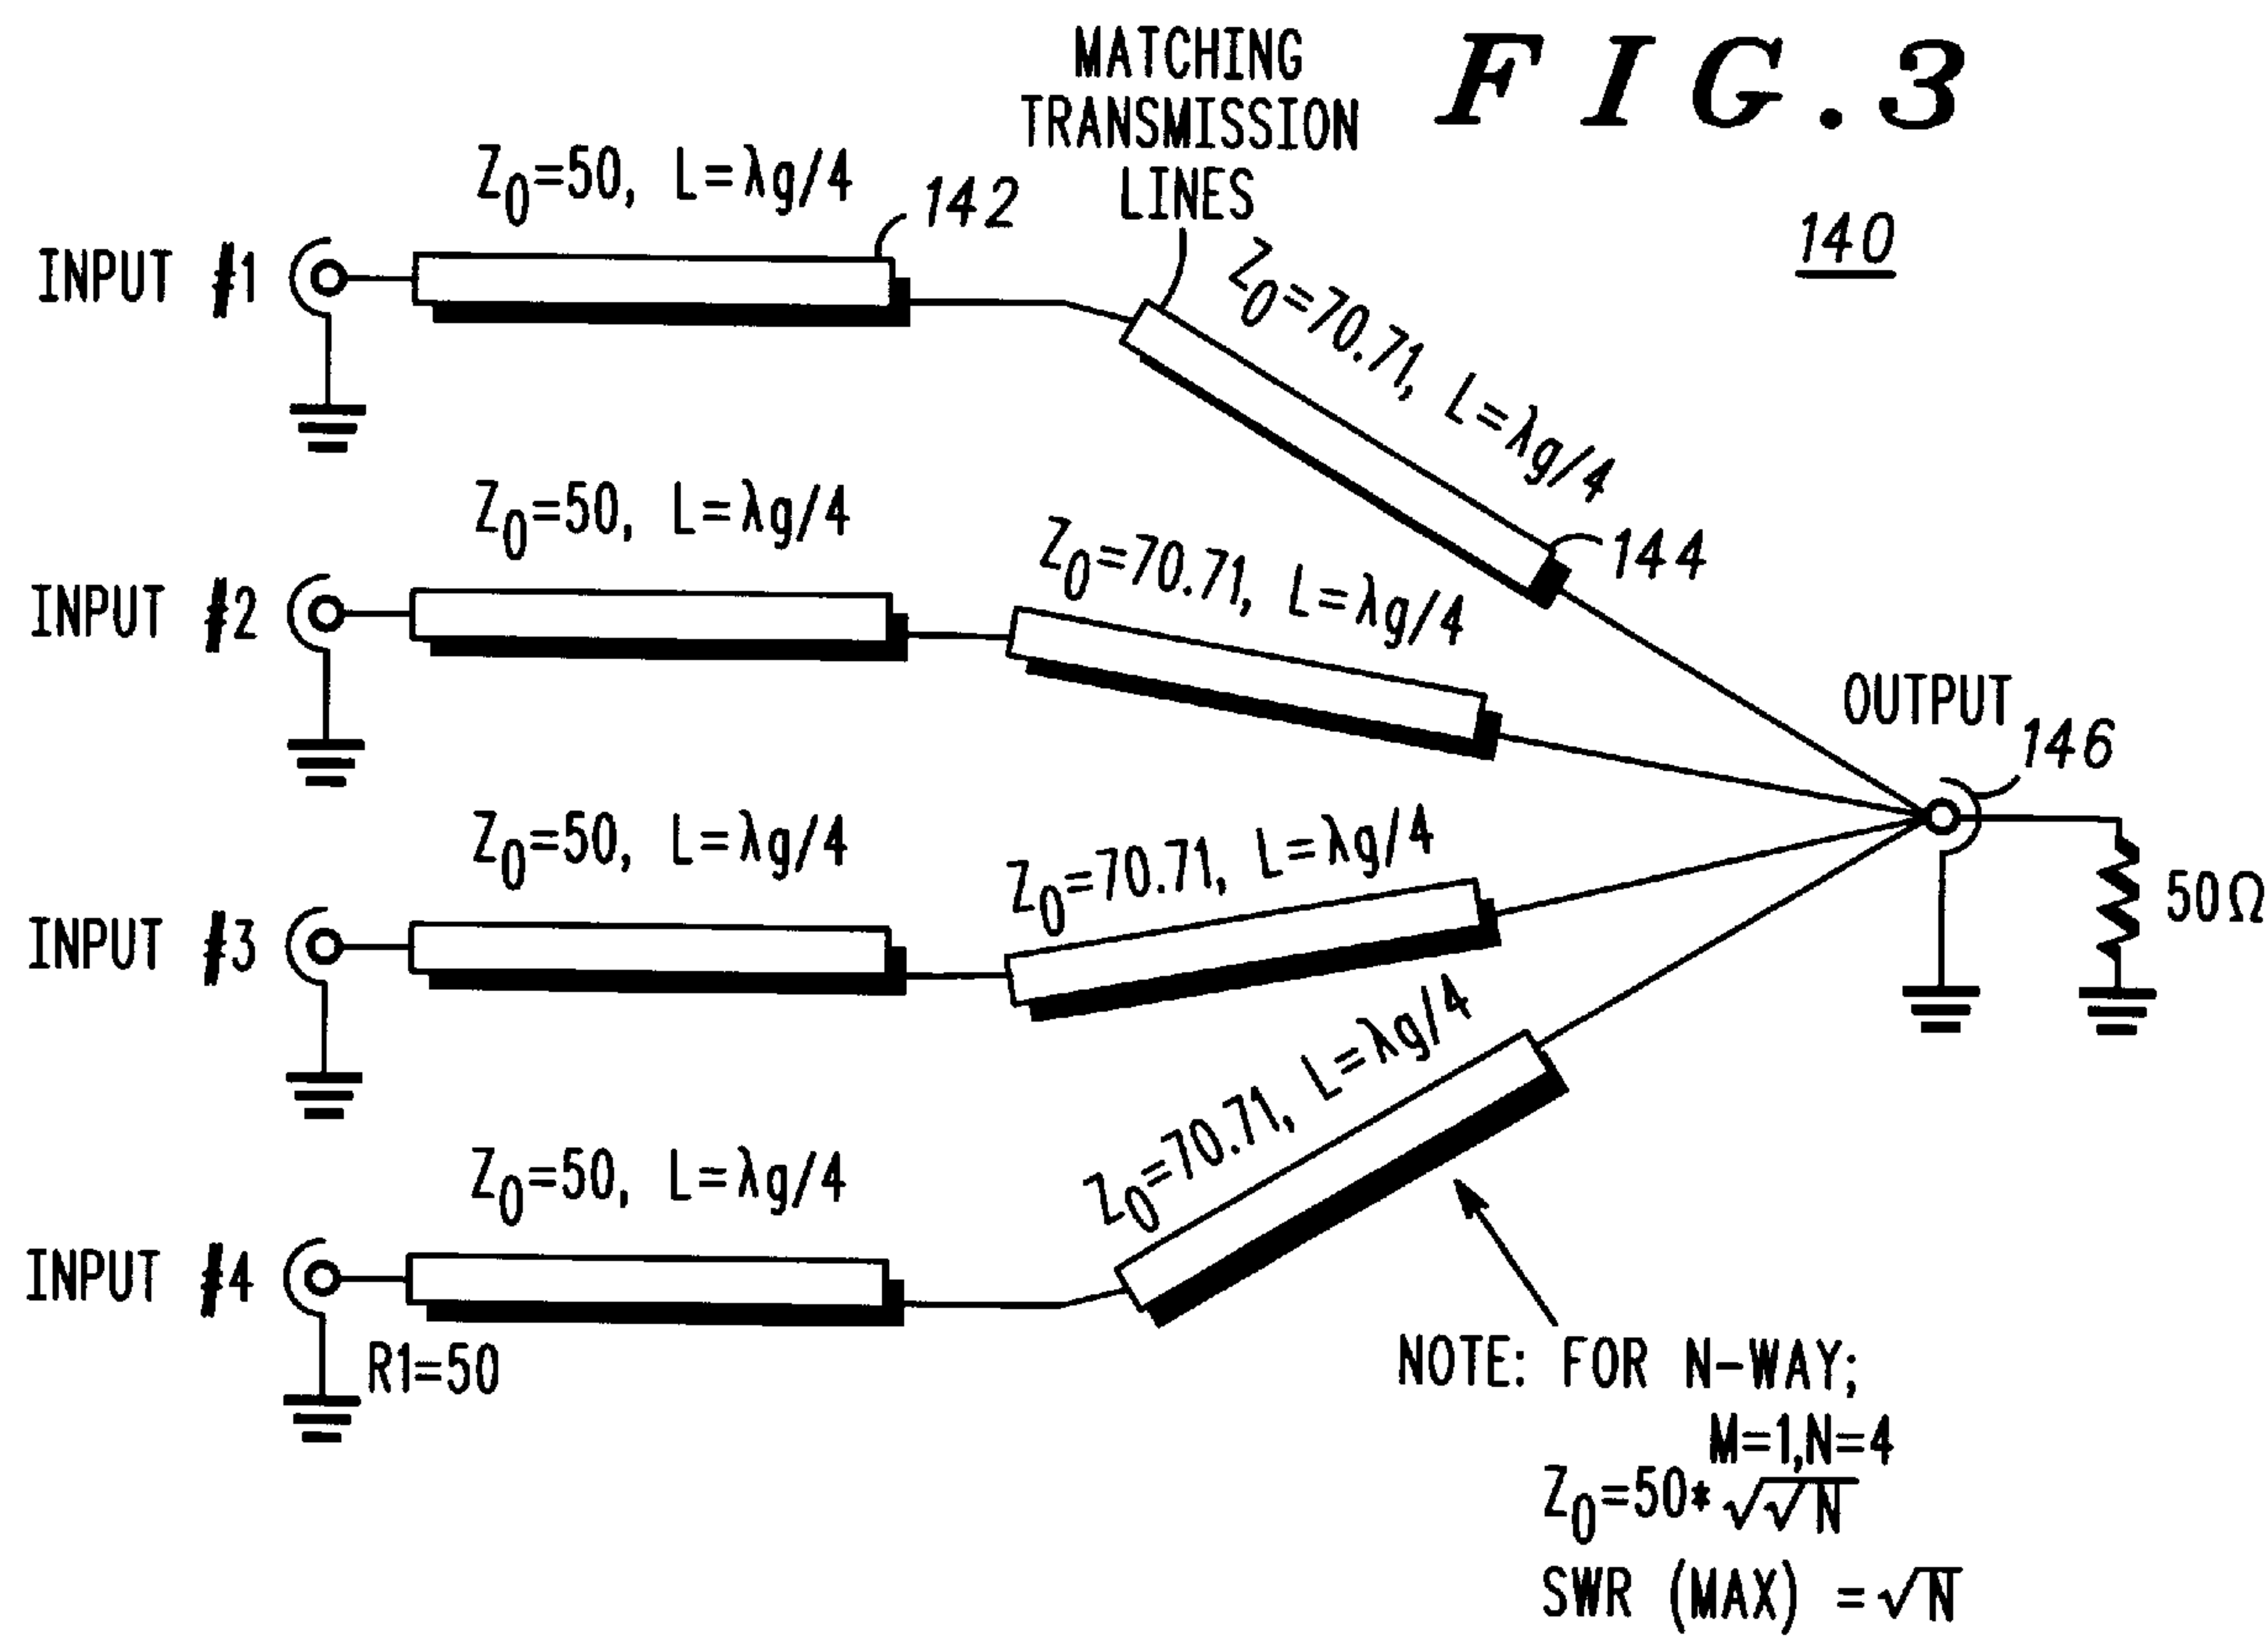 FIG.3
MATCHING
TRANSMISSION
LINES
140
Z0=50, L=λg/4
142
INPUT #1
Z0=70.71, L=λg/4
144
Z0=50, L=λg/4
INPUT #2
Z0=70.71, L=λg/4
OUTPUT
146
50Ω
Z0=50, L=λg/4
INPUT #3
Z0=70.71, L=λg/4
Z0=50, L=λg/4
INPUT #4
R1=50
Z0=70.71, L=λg/4
NOTE: FOR N-WAY;
M=1,N=4
Z0=50*√√N
SWR (MAX) =√N